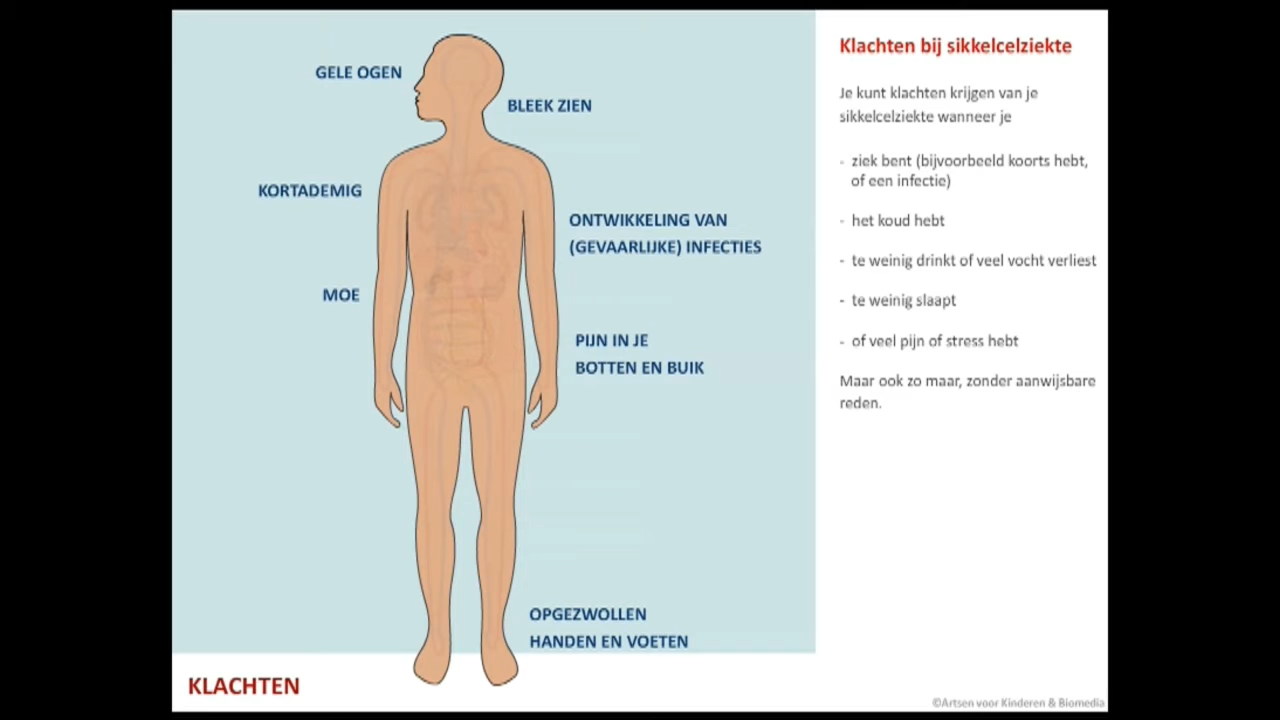 GELE OGEN
BLEEK ZIEN
KORTADEMIG
ONTWIKKELING VAN
(GEVAARLIJKE) INFECTIES
MOE
PIJN IN JE
BOTTEN EN BUIK
OPGEZWOLLEN
HANDEN EN VOETEN
KLACHTEN
Klachten bij sikkelcelziekte
Je kunt klachten krijgen van je
sikkelcelziekte wanneer je
- ziek bent (bijvoorbeeld koorts hebt,
of een infectie)
- het koud hebt
- te weinig drinkt of veel vocht verliest
- te weinig slaapt
- of veel pijn of stress hebt
Maar ook zo maar, zonder aanwijsbare
reden.
©Artsen voor Kinderen & Biomedia